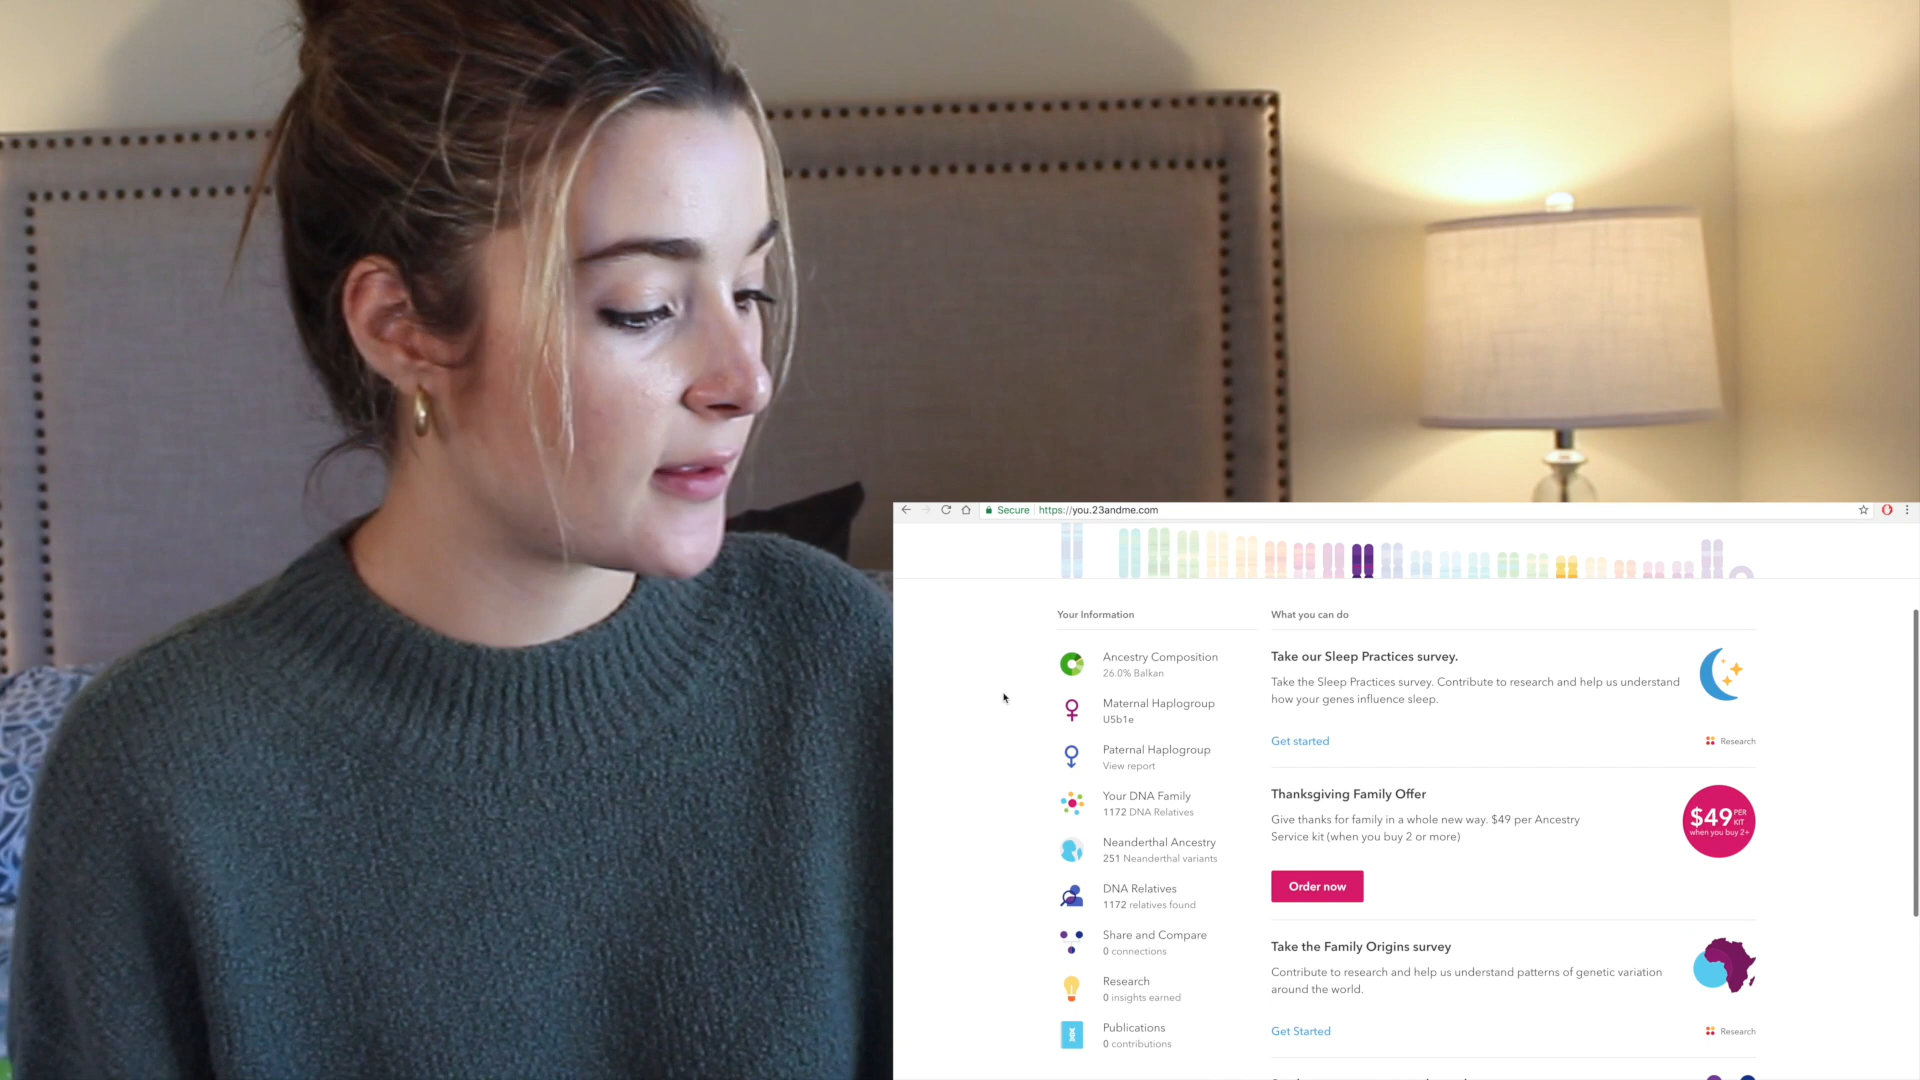 Secure https://you.23andme.com
Your Information
What you can do
Ancestry Composition
26.0% Balkan
Maternal Haplogroup
U5b1e
Paternal Haplogroup
View report
Your DNA Family
1172 DNA Relatives
Neanderthal Ancestry
251 Neanderthal variants
DNA Relatives
1172 relatives found
Share and Compare
0 connections
Research
0 insights earned
Publications
0 contributions
Take our Sleep Practices survey.
Take the Sleep Practices survey. Contribute to research and help us understand
how your genes influence sleep.
Get started
Research
Thanksgiving Family Offer
Give thanks for family in a whole new way. $49 per Ancestry
Service kit (when you buy 2 or more)
$49 PER KIT
when you buy 2+
Order now
Take the Family Origins survey
Contribute to research and help us understand patterns of genetic variation
around the world.
Get Started
Research